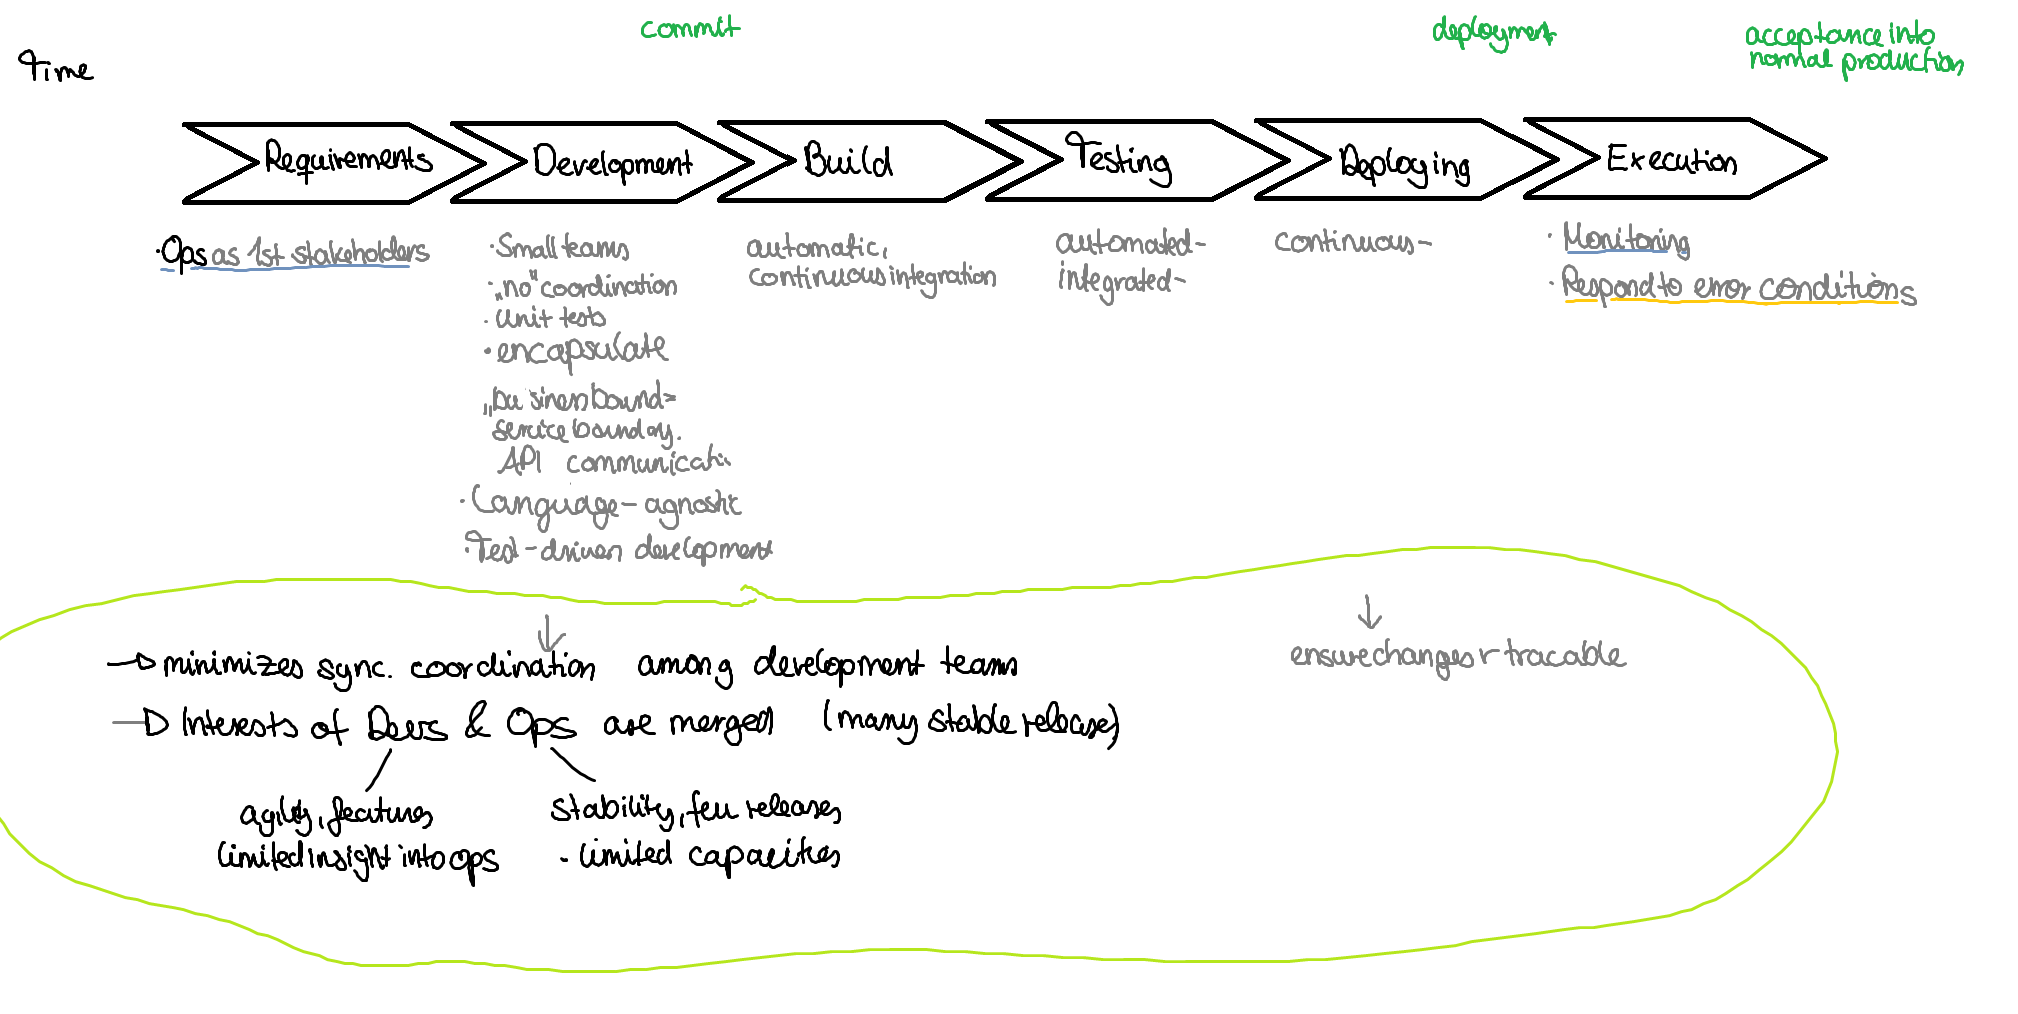 commit
deployment
acceptance into
normal production
Time
Requirements
Development
Build
Testing
Deploying
Execution
· Ops as 1st stakeholders
· Small teams
· „no" coordination
· Unit tests
· encapsulate
„business bound=
service bounday.
API communicati
· Language-agnostic
· Test-driven development
automatic,
continuous integration
automated-
integrated-
continuous-
· Monitoring
· Respond to error conditions
→ minimizes sync. coordination among development teams
→ Interests of Devs & Ops are merged (many stable releases)
agility, features
limited insight into ops
stability, few releases
· limited capacities
ensure changes r tracable